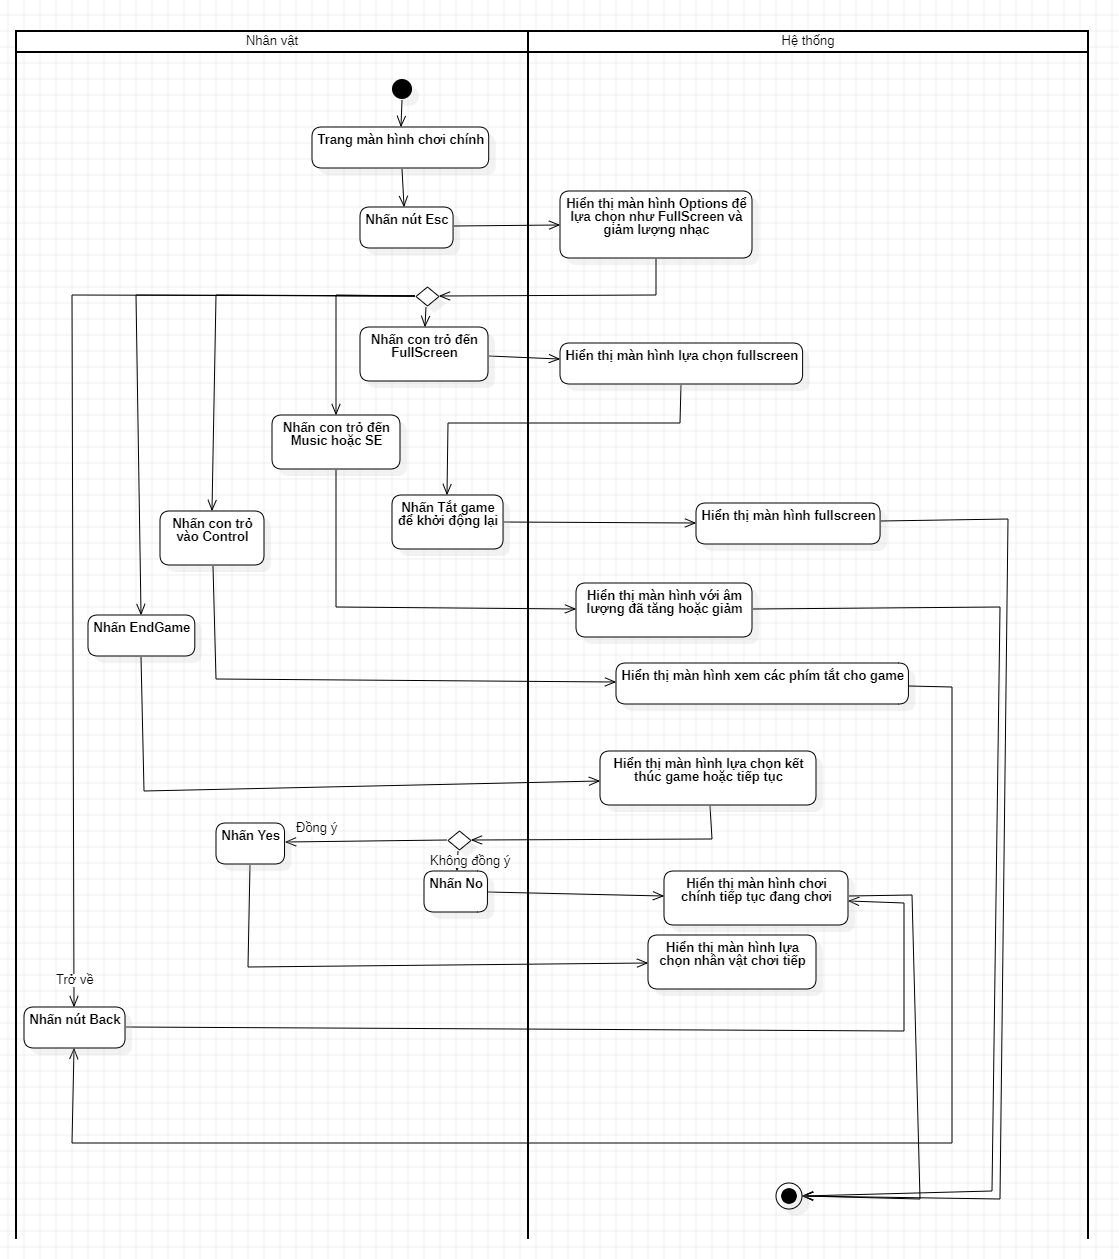 Nhân vật
Hệ thống
Trang màn hình chơi chính
Nhấn nút Esc
Hiển thị màn hình Options để
lựa chọn như FullScreen và
giảm lượng nhạc
Nhấn con trỏ đến
FullScreen
Hiển thị màn hình lựa chọn fullscreen
Nhấn con trỏ đến
Music hoặc SE
Nhấn Tắt game
để khởi động lại
Hiển thị màn hình fullscreen
Nhấn con trỏ
vào Control
Hiển thị màn hình với âm
lượng đã tăng hoặc giảm
Nhấn EndGame
Hiển thị màn hình xem các phím tắt cho game
Hiển thị màn hình lựa chọn kết
thúc game hoặc tiếp tục
Nhấn Yes
Đồng ý
Không đồng ý
Nhấn No
Hiển thị màn hình chơi
chính tiếp tục đang chơi
Hiển thị màn hình lựa
chọn nhân vật chơi tiếp
Trở về
Nhấn nút Back